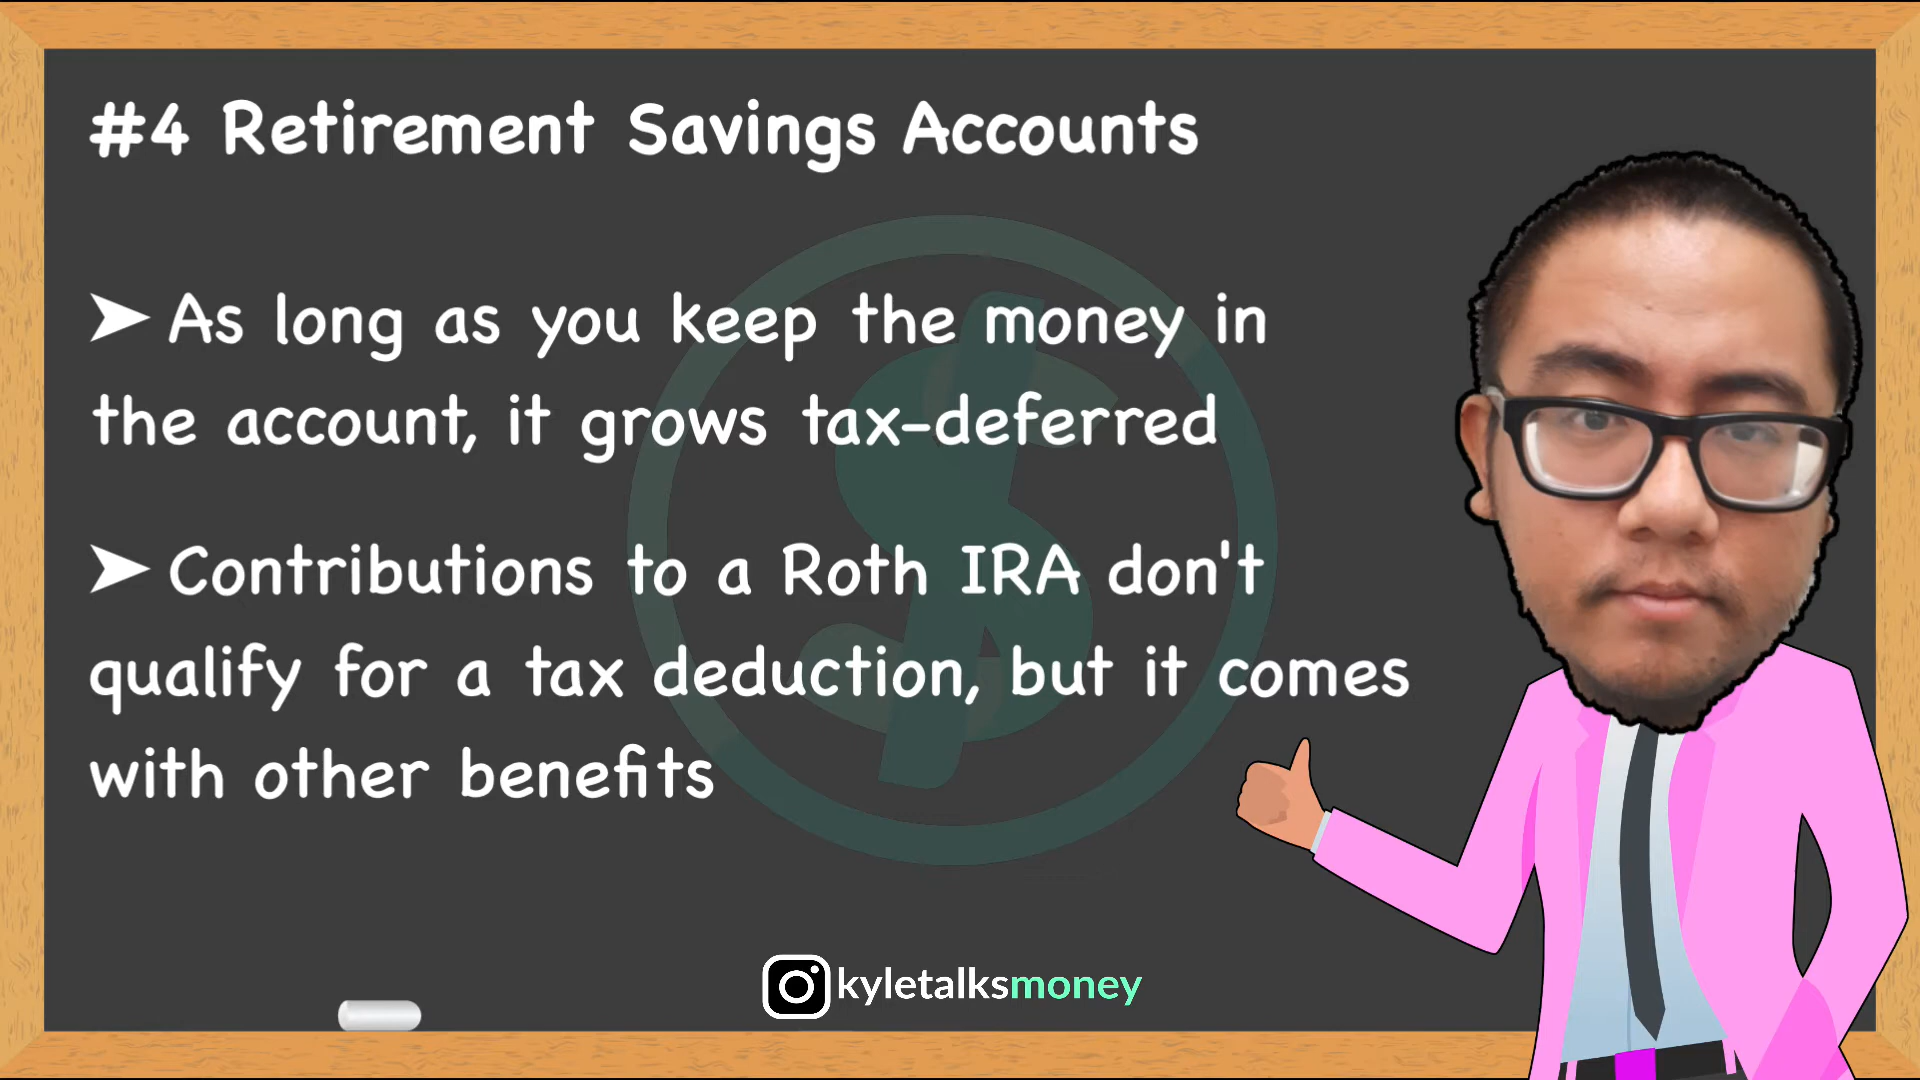 #4 Retirement Savings Accounts
➤ As long as you keep the money in
the account, it grows tax-deferred
➤ Contributions to a Roth IRA don't
qualify for a tax deduction, but it comes
with other benefits
kyletalksmoney